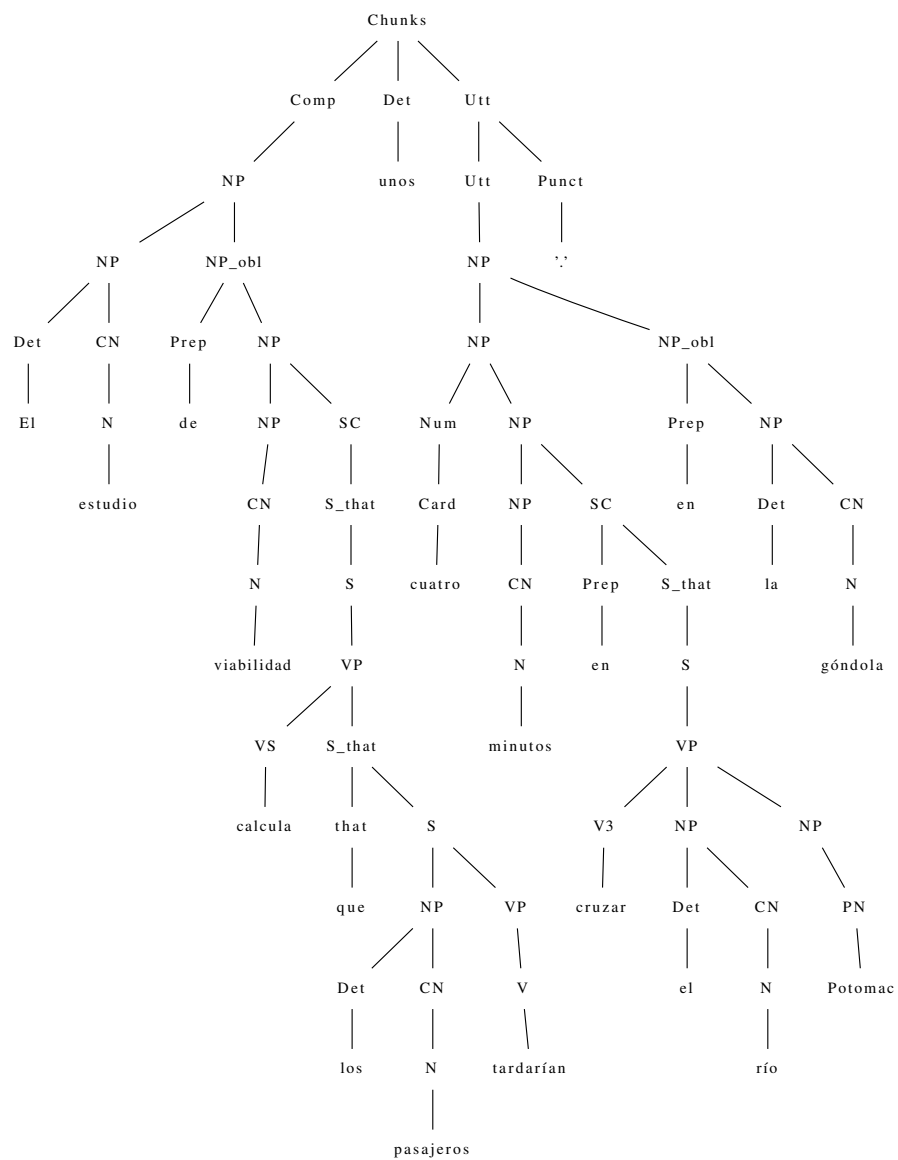 Chunks
Comp Det Utt
NP unos Utt Punct
NP NP_obl NP '.'
Det CN Prep NP NP NP_obl
El N de NP SC Num NP Prep NP
estudio CN S_that Card NP SC en Det CN
N S cuatro CN Prep S_that la N
viabilidad VP N en S góndola
VS S_that minutos VP
calcula that S V3 NP NP
que NP VP cruzar Det CN PN
Det CN V el N Potomac
los N tardarían río
pasajeros